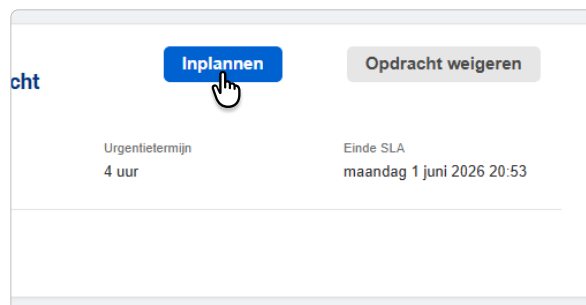 Inplannen
Opdracht weigeren
cht
Urgentietermijn
Einde SLA
4 uur
maandag 1 juni 2026 20:53